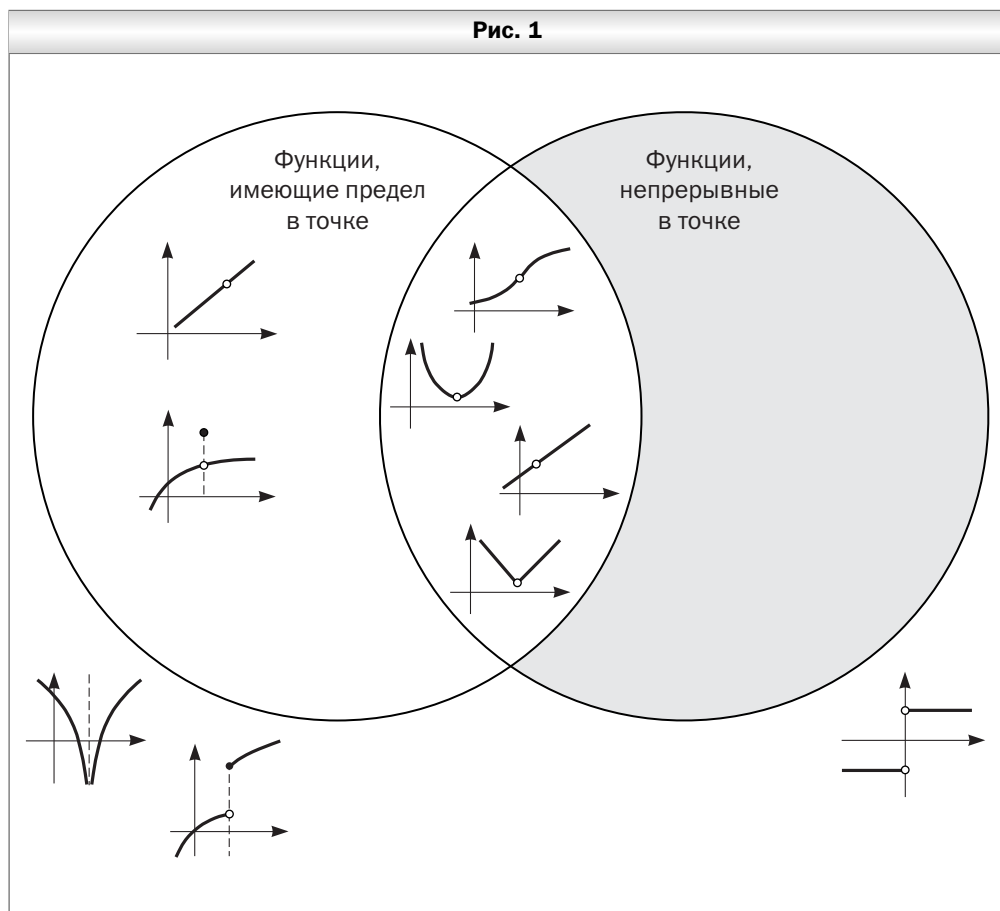 Рис. 1
Функции,
имеющие предел
в точке
Функции,
непрерывные
в точке